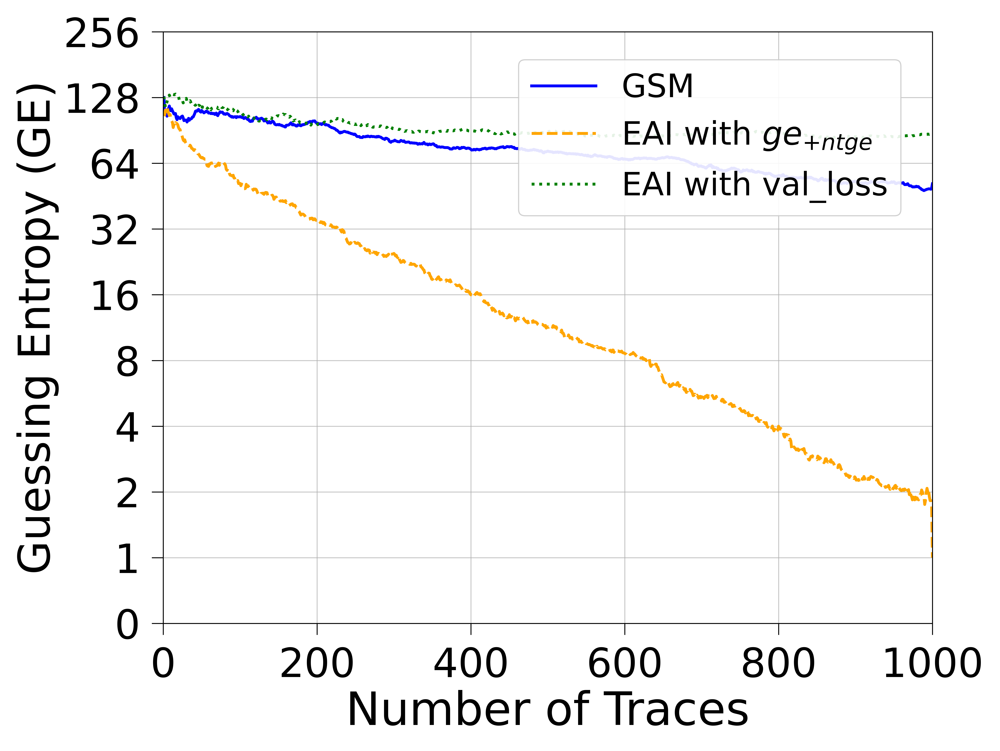 Guessing Entropy (GE)
256
128
64
32
16
8
4
2
1
0
GSM
EAI with ge+ntge
EAI with val_loss
0 200 400 600 800 1000
Number of Traces